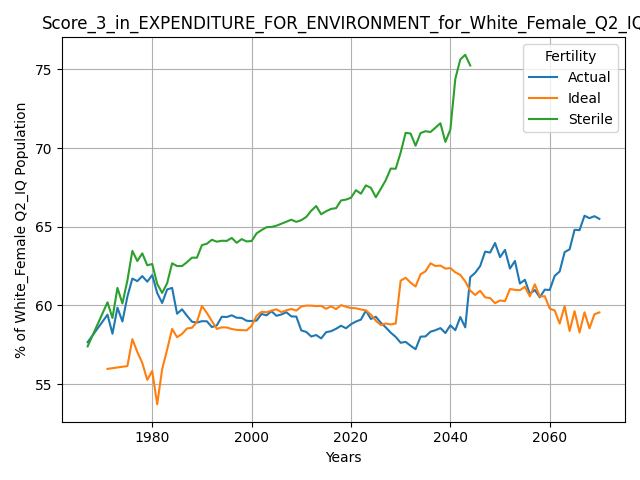 Score_3_in_EXPENDITURE_FOR_ENVIRONMENT_for_White_Female_Q2_IQ
Fertility
Actual
Ideal
Sterile
% of White_Female Q2_IQ Population
75
70
65
60
55
1980 2000 2020 2040 2060
Years